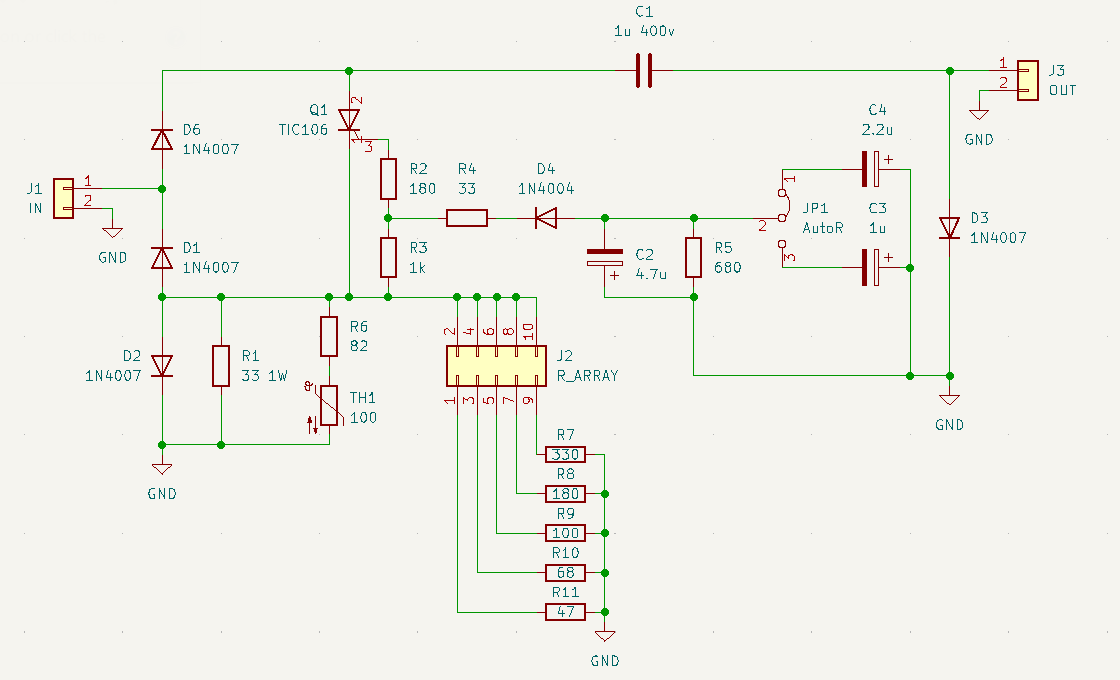 C1
1u 400v
1
J3
2
OUT
GND
2
Q1
TIC106
3
D6
1N4007
R2
180
R4
33
D4
1N4004
C4
2.2u
+
1
J1
1
IN
2
GND
JP1
AutoR
2
3
C3
1u
+
D3
1N4007
D1
1N4007
R3
1k
C2
4.7u
+
R5
680
R6
82
2
4
6
8
10
J2
R_ARRAY
1
3
5
7
9
D2
1N4007
R1
33 1W
θ
TH1
100
GND
GND
R7
330
R8
180
R9
100
R10
68
R11
47
GND